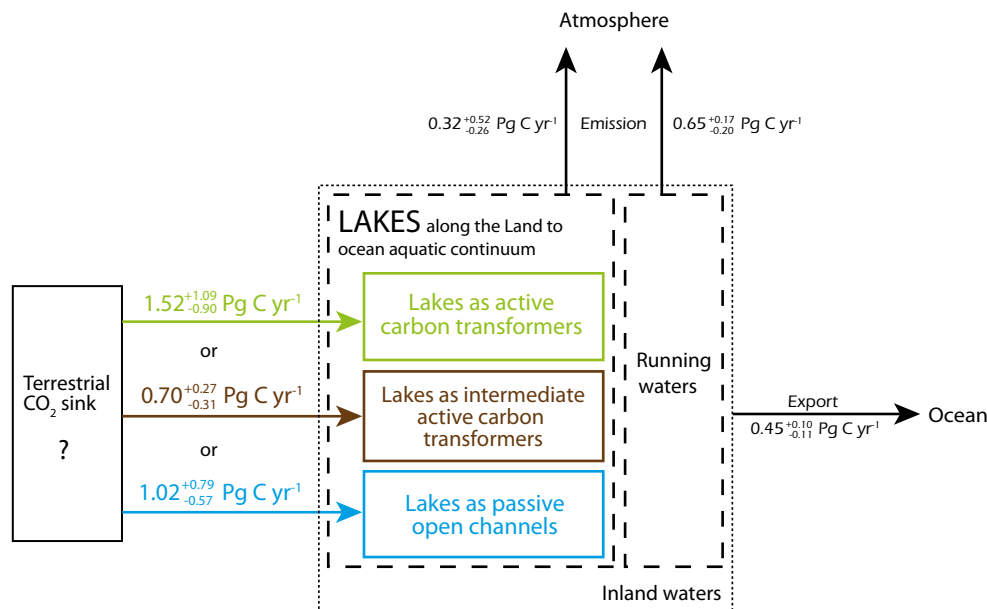 Atmosphere
0.32 +0.52 -0.26 Pg C yr-1
Emission
0.65 +0.17 -0.20 Pg C yr-1
LAKES along the Land to
ocean aquatic continuum
1.52 +1.09 -0.90 Pg C yr-1
Lakes as active
carbon transformers
or
Terrestrial
CO2 sink
?
0.70 +0.27 -0.31 Pg C yr-1
Lakes as intermediate
active carbon
transformers
or
1.02 +0.79 -0.57 Pg C yr-1
Lakes as passive
open channels
Running
waters
Export
0.45 +0.10 -0.11 Pg C yr-1
Ocean
Inland waters